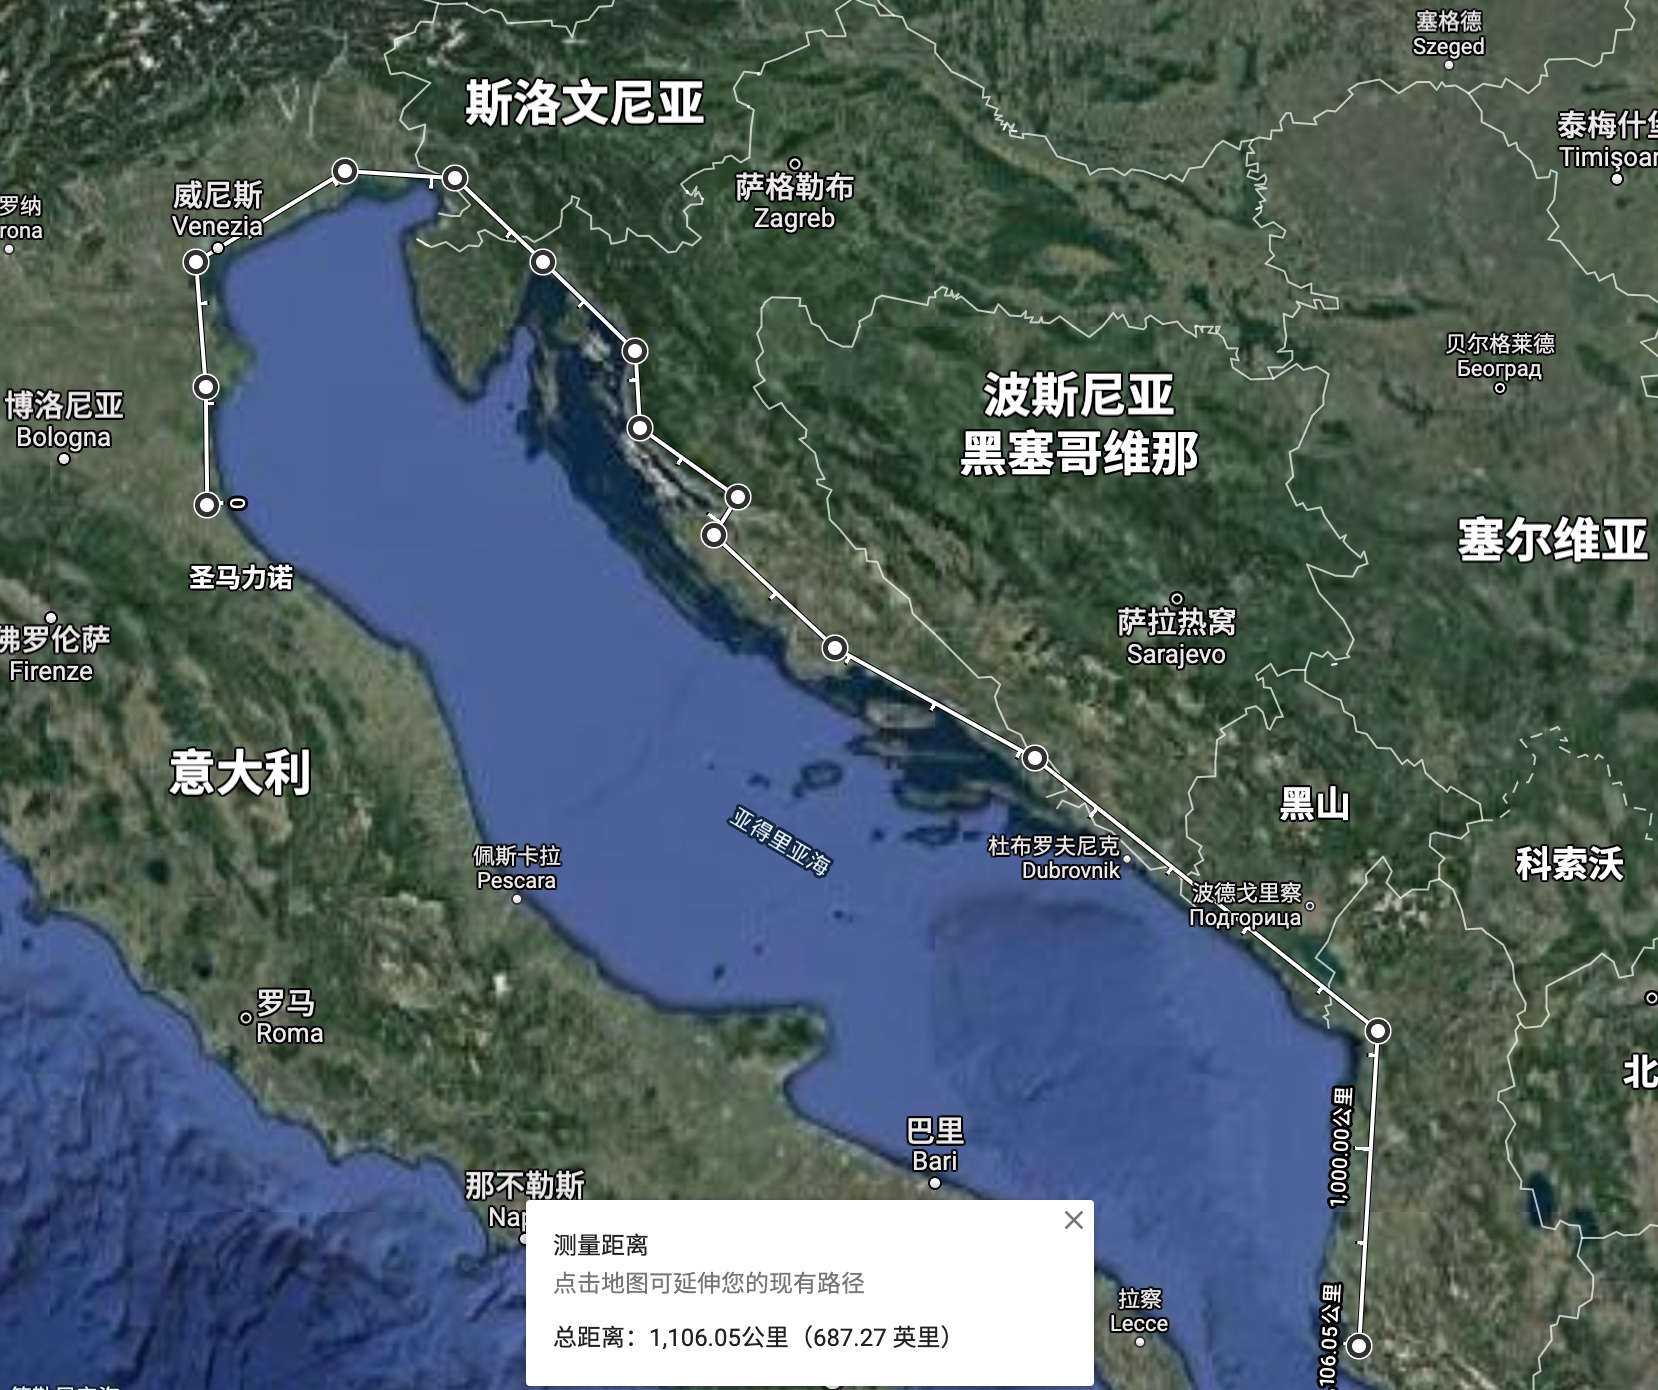 塞格德
Szeged
斯洛文尼亚
泰梅什堡
萨格勒布
Zagreb
威尼斯
Venezia
罗纳
rona
贝尔格莱德
Београд
博洛尼亚
Bologna
波斯尼亚
黑塞哥维那
0
塞尔维亚
圣马力诺
萨拉热窝
Sarajevo
佛罗伦萨
Firenze
意大利
黑山
亚得里亚海
杜布罗夫尼克
Dubrovnik
科索沃
佩斯卡拉
Pescara
波德戈里察
Подгорица
罗马
Roma
北
1,000.00公里
巴里
Bari
那不勒斯
Nap
测量距离
点击地图可延伸您的现有路径
总距离：1,106.05公里（687.27 英里）
拉察
Lecce
106.05公里